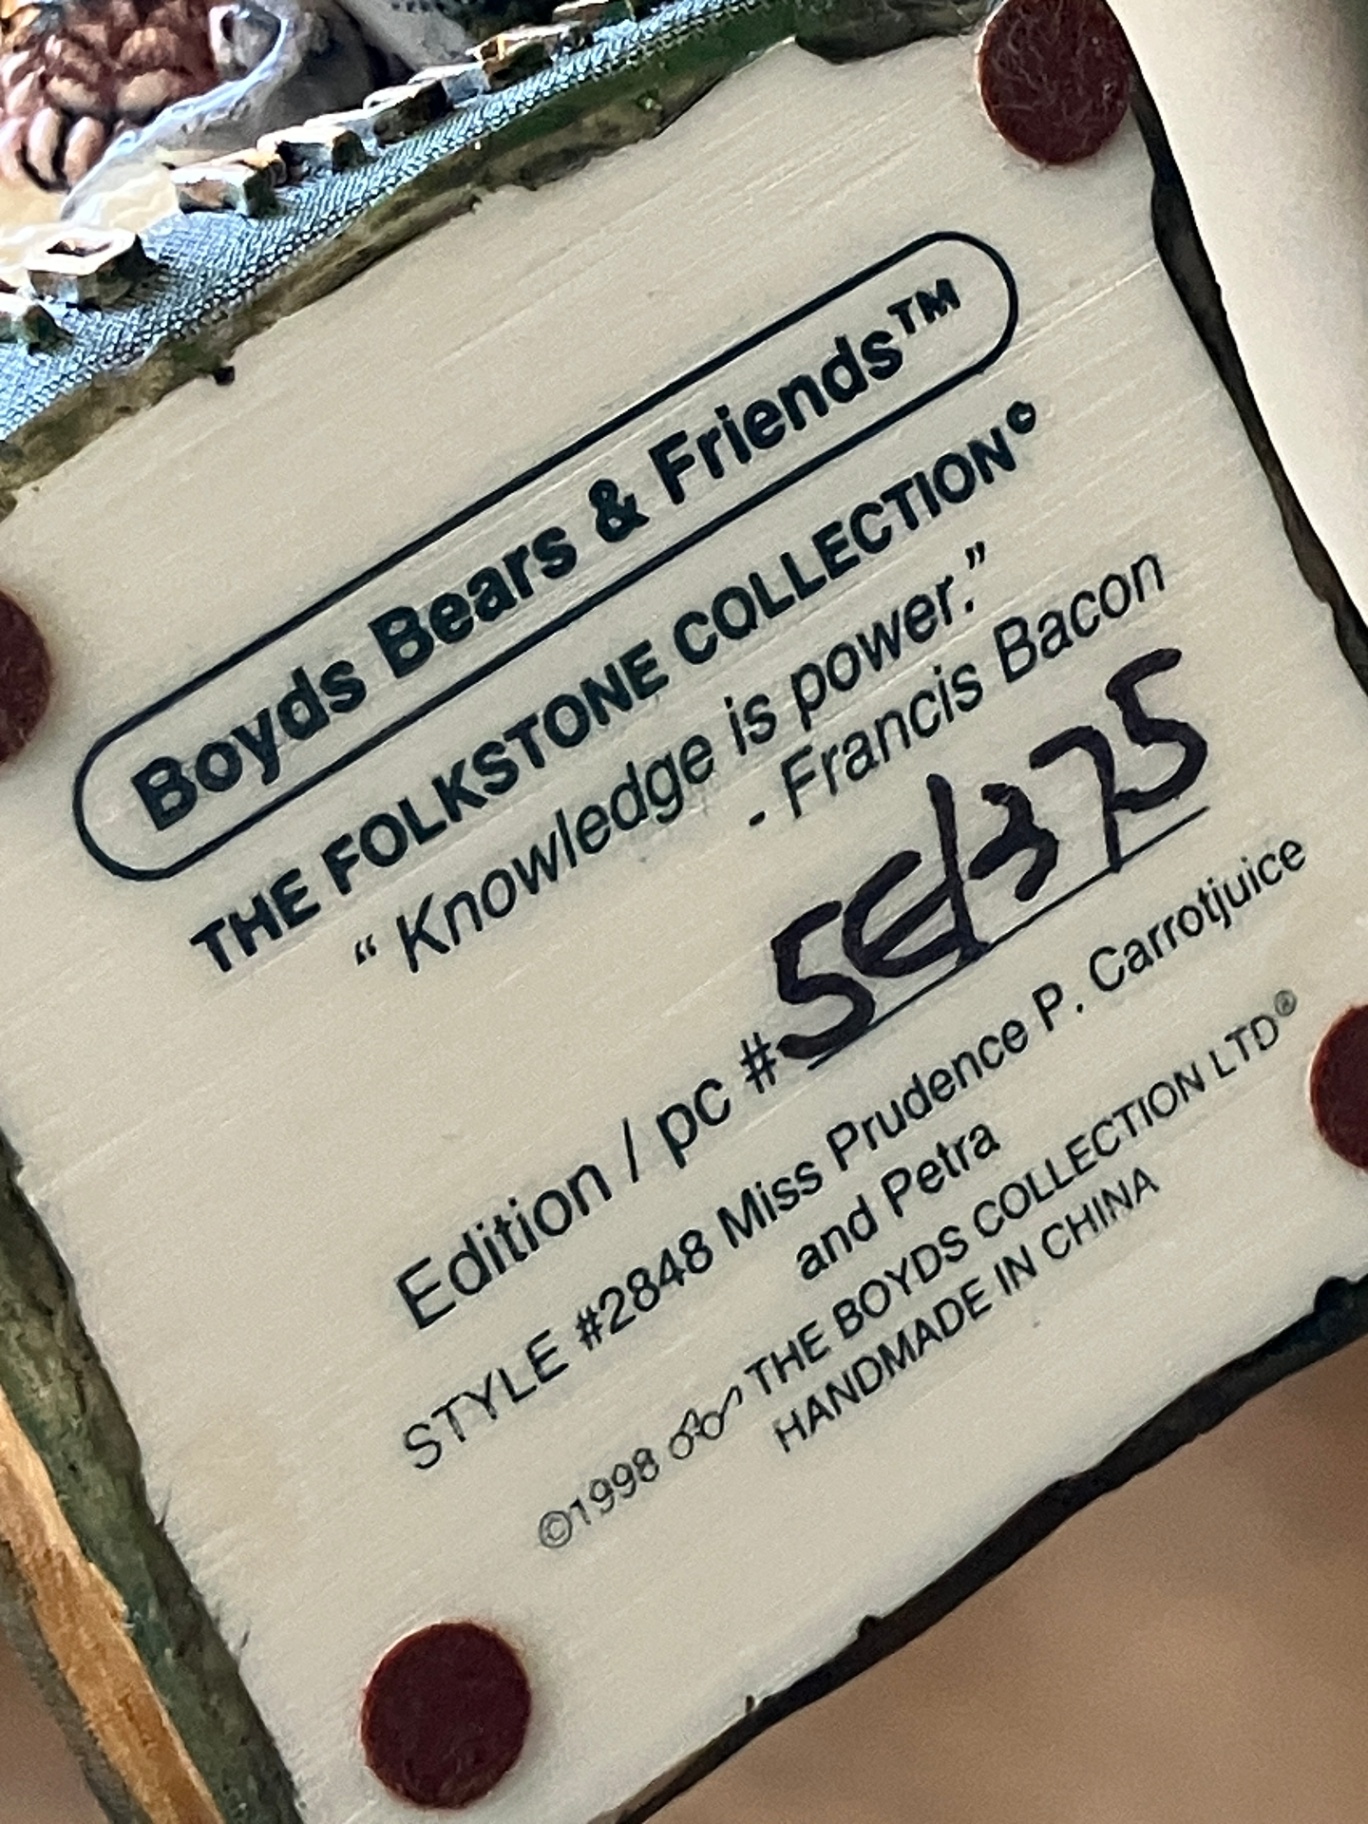 Boyds Bears & Friends™
THE FOLKSTONE COLLECTION©
“Knowledge is power.”
- Francis Bacon
Edition / pc # 5E/375
STYLE #2848 Miss Prudence P. Carrotjuice
and Petra
©1998 THE BOYDS COLLECTION LTD®
HANDMADE IN CHINA